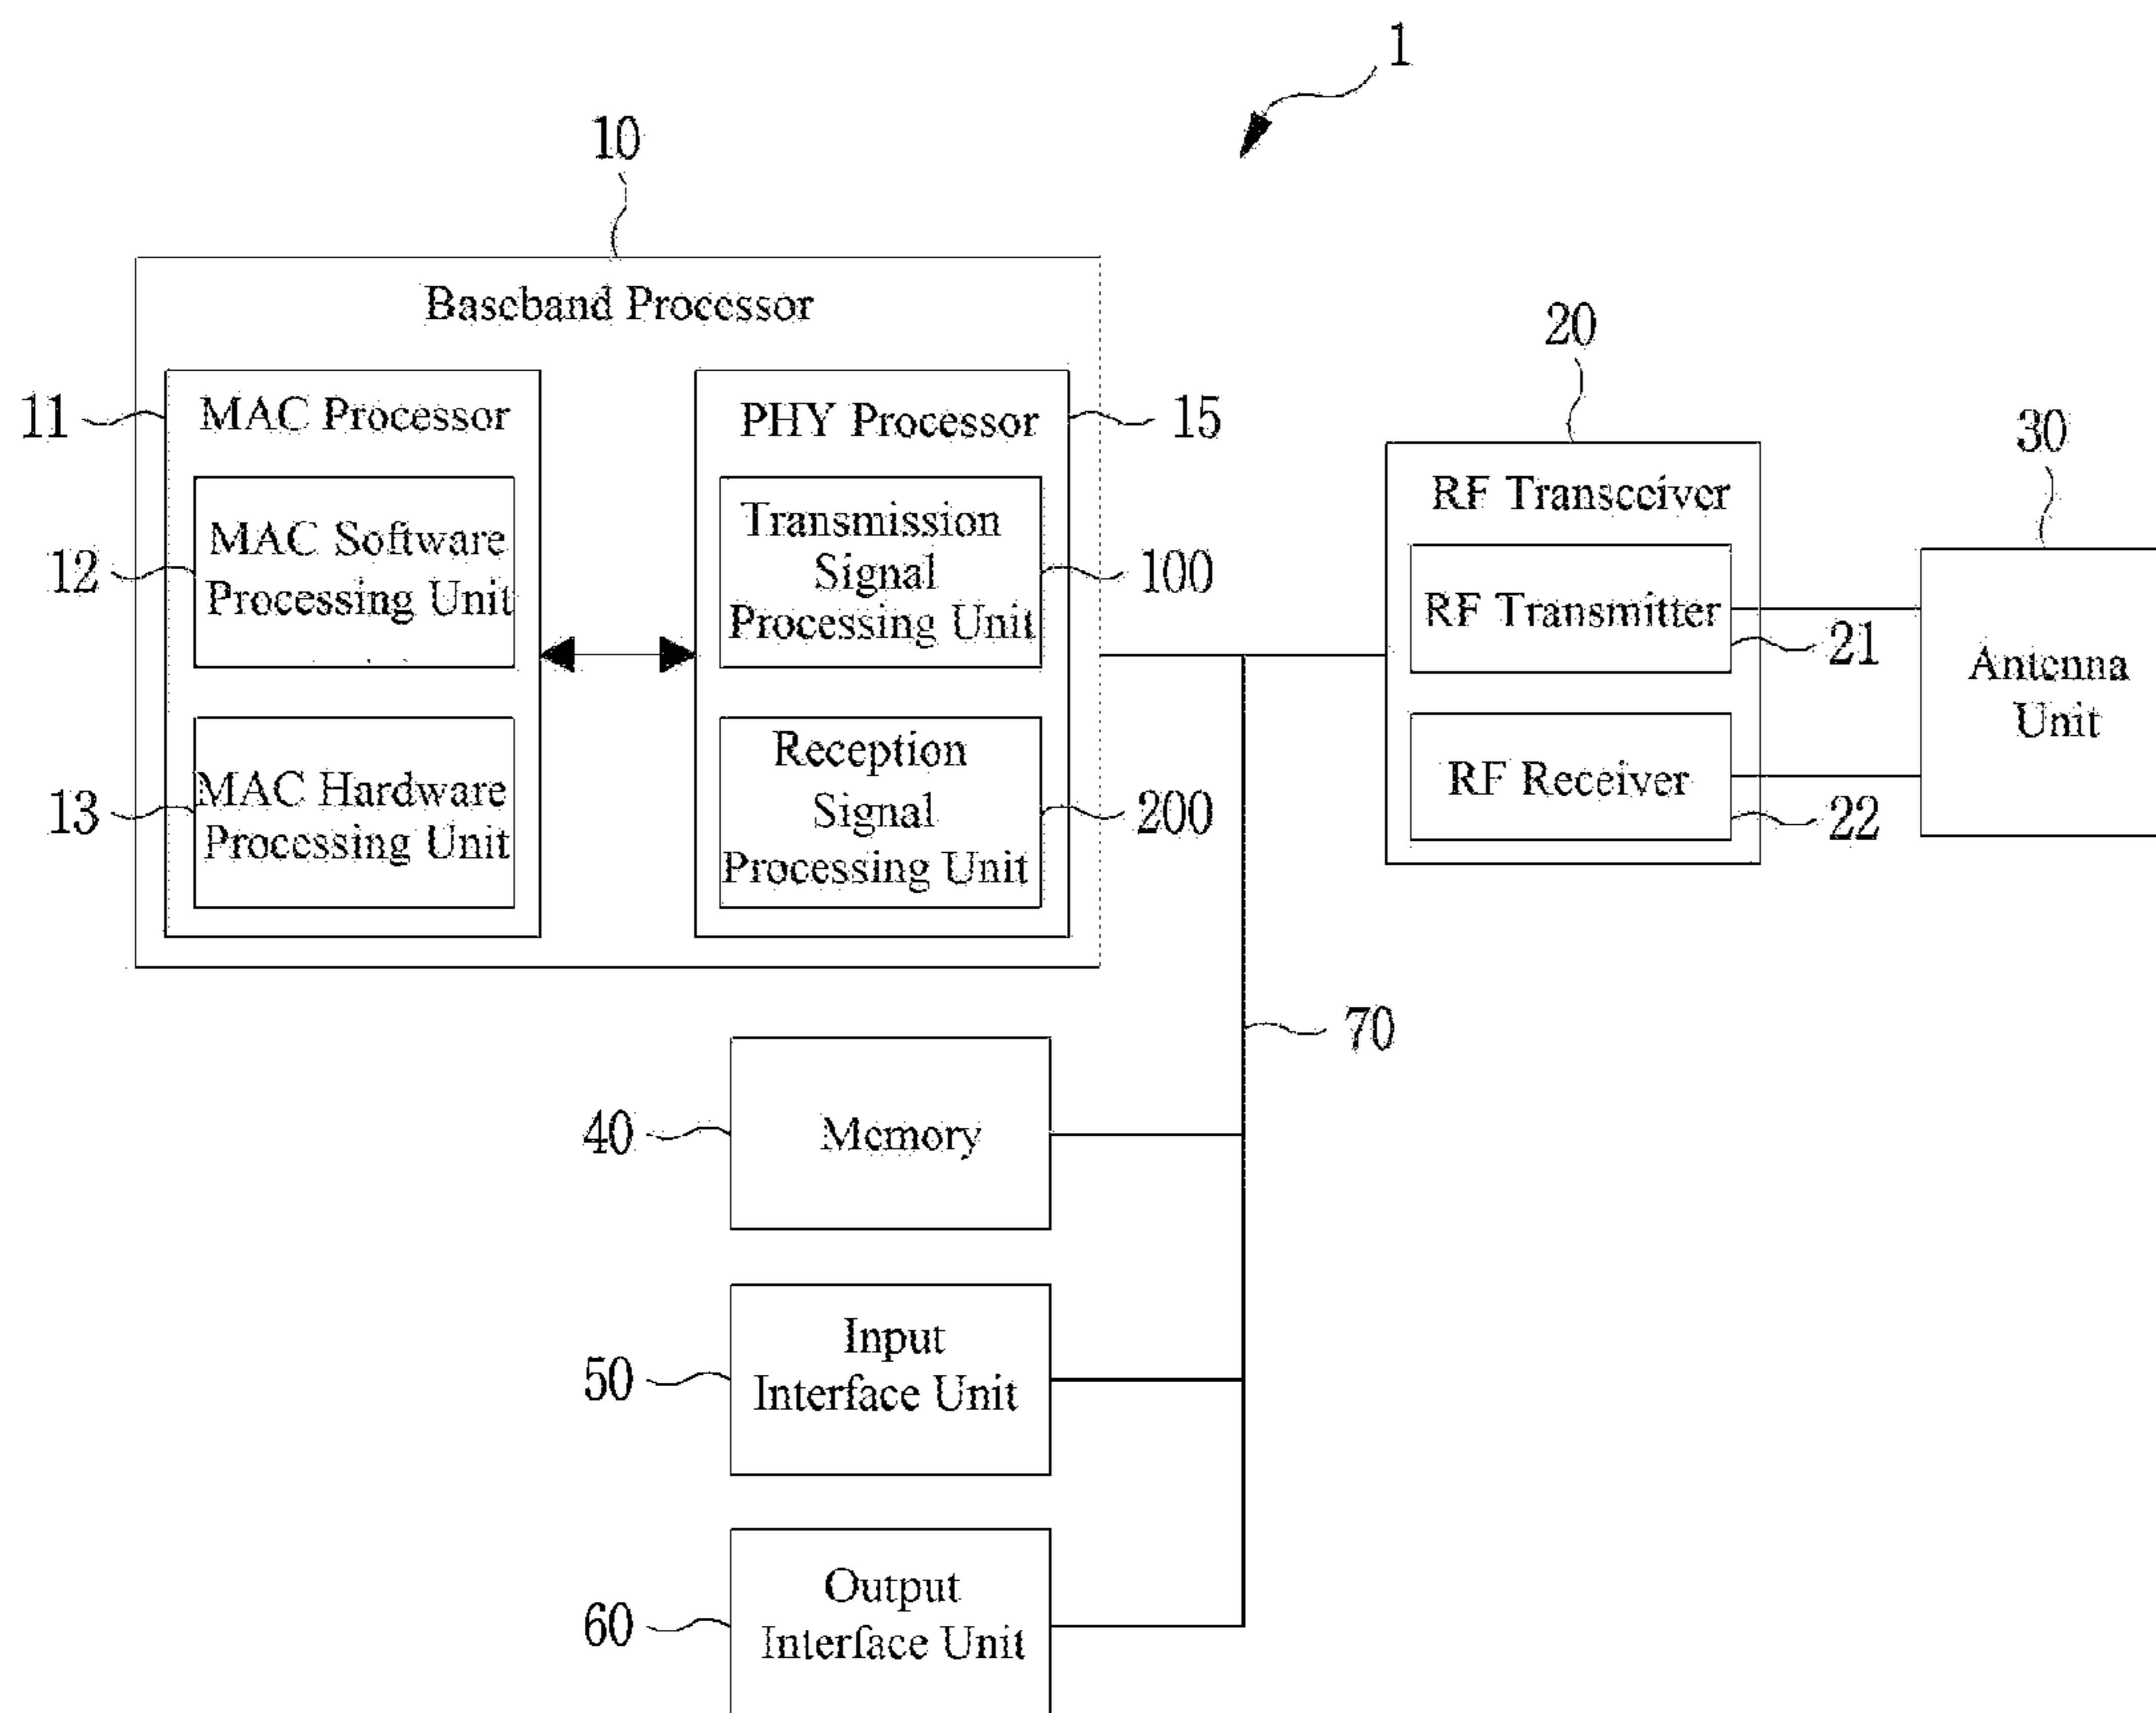 1
10
Baseband Processor
11
MAC Processor
PHY Processor
15
12
MAC Software
Processing Unit
Transmission
Signal
Processing Unit
100
13
MAC Hardware
Processing Unit
Reception
Signal
Processing Unit
200
20
RF Transceiver
RF Transmitter
21
RF Receiver
22
30
Antenna
Unit
70
40
Memory
50
Input
Interface Unit
60
Output
Interface Unit